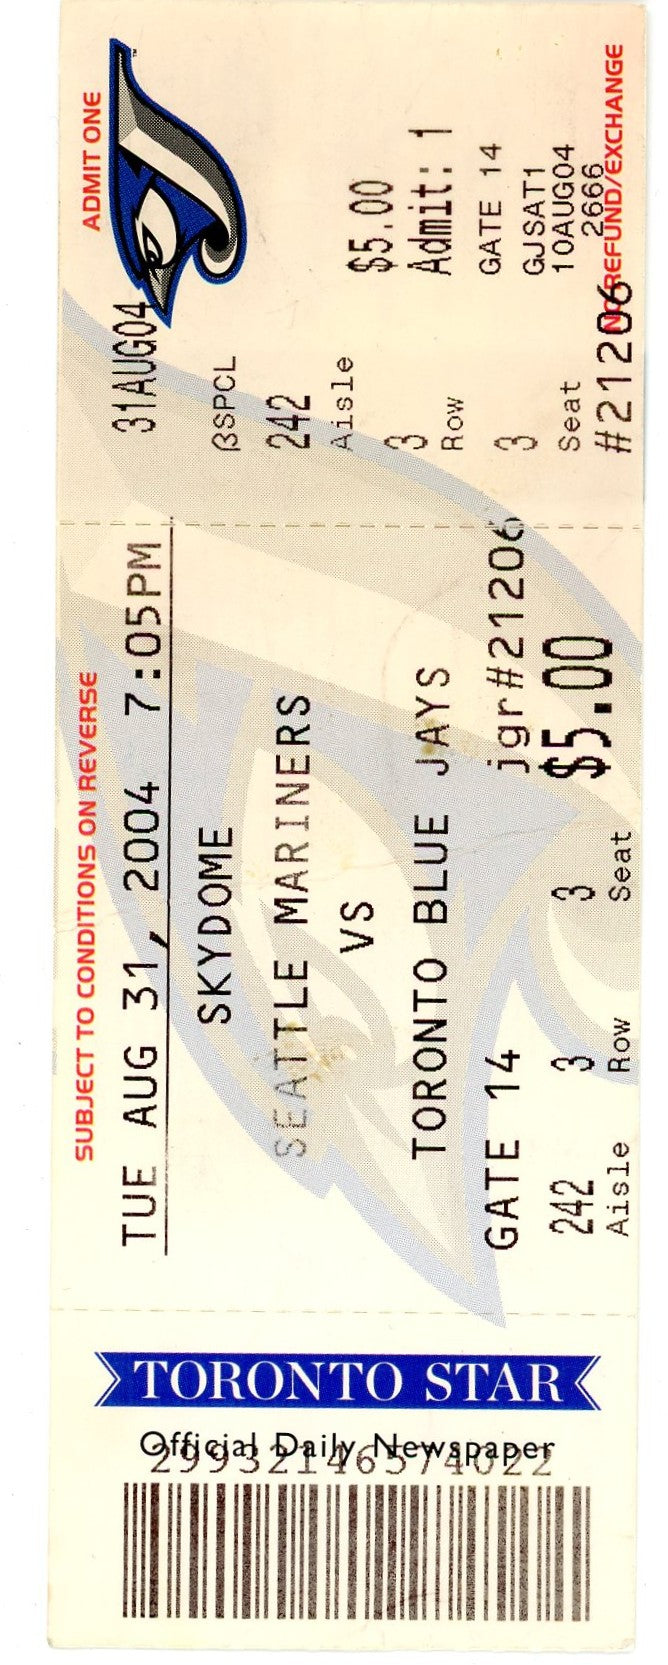 ADMIT ONE
31AUG04
βSPCL
242
Aisle
3
Row
3
Seat
#21206
$5.00
Admit: 1
GATE 14
GJSAT1
10AUG04
2666
NO REFUND/EXCHANGE
SUBJECT TO CONDITIONS ON REVERSE
TUE AUG 31, 2004 7:05PM
SKYDOME
SEATTLE MARINERS
VS
TORONTO BLUE JAYS
GATE 14 jgr#21206
242 3 3 $5.00
Aisle Row Seat
TORONTO STAR
Official Daily Newspaper
29932146574022